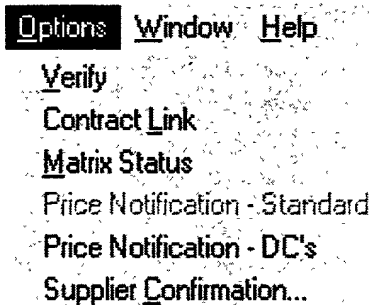 Options Window Help
Verify
Contract Link
Matrix Status
Price Notification - Standard
Price Notification - DC's
Supplier Confirmation...